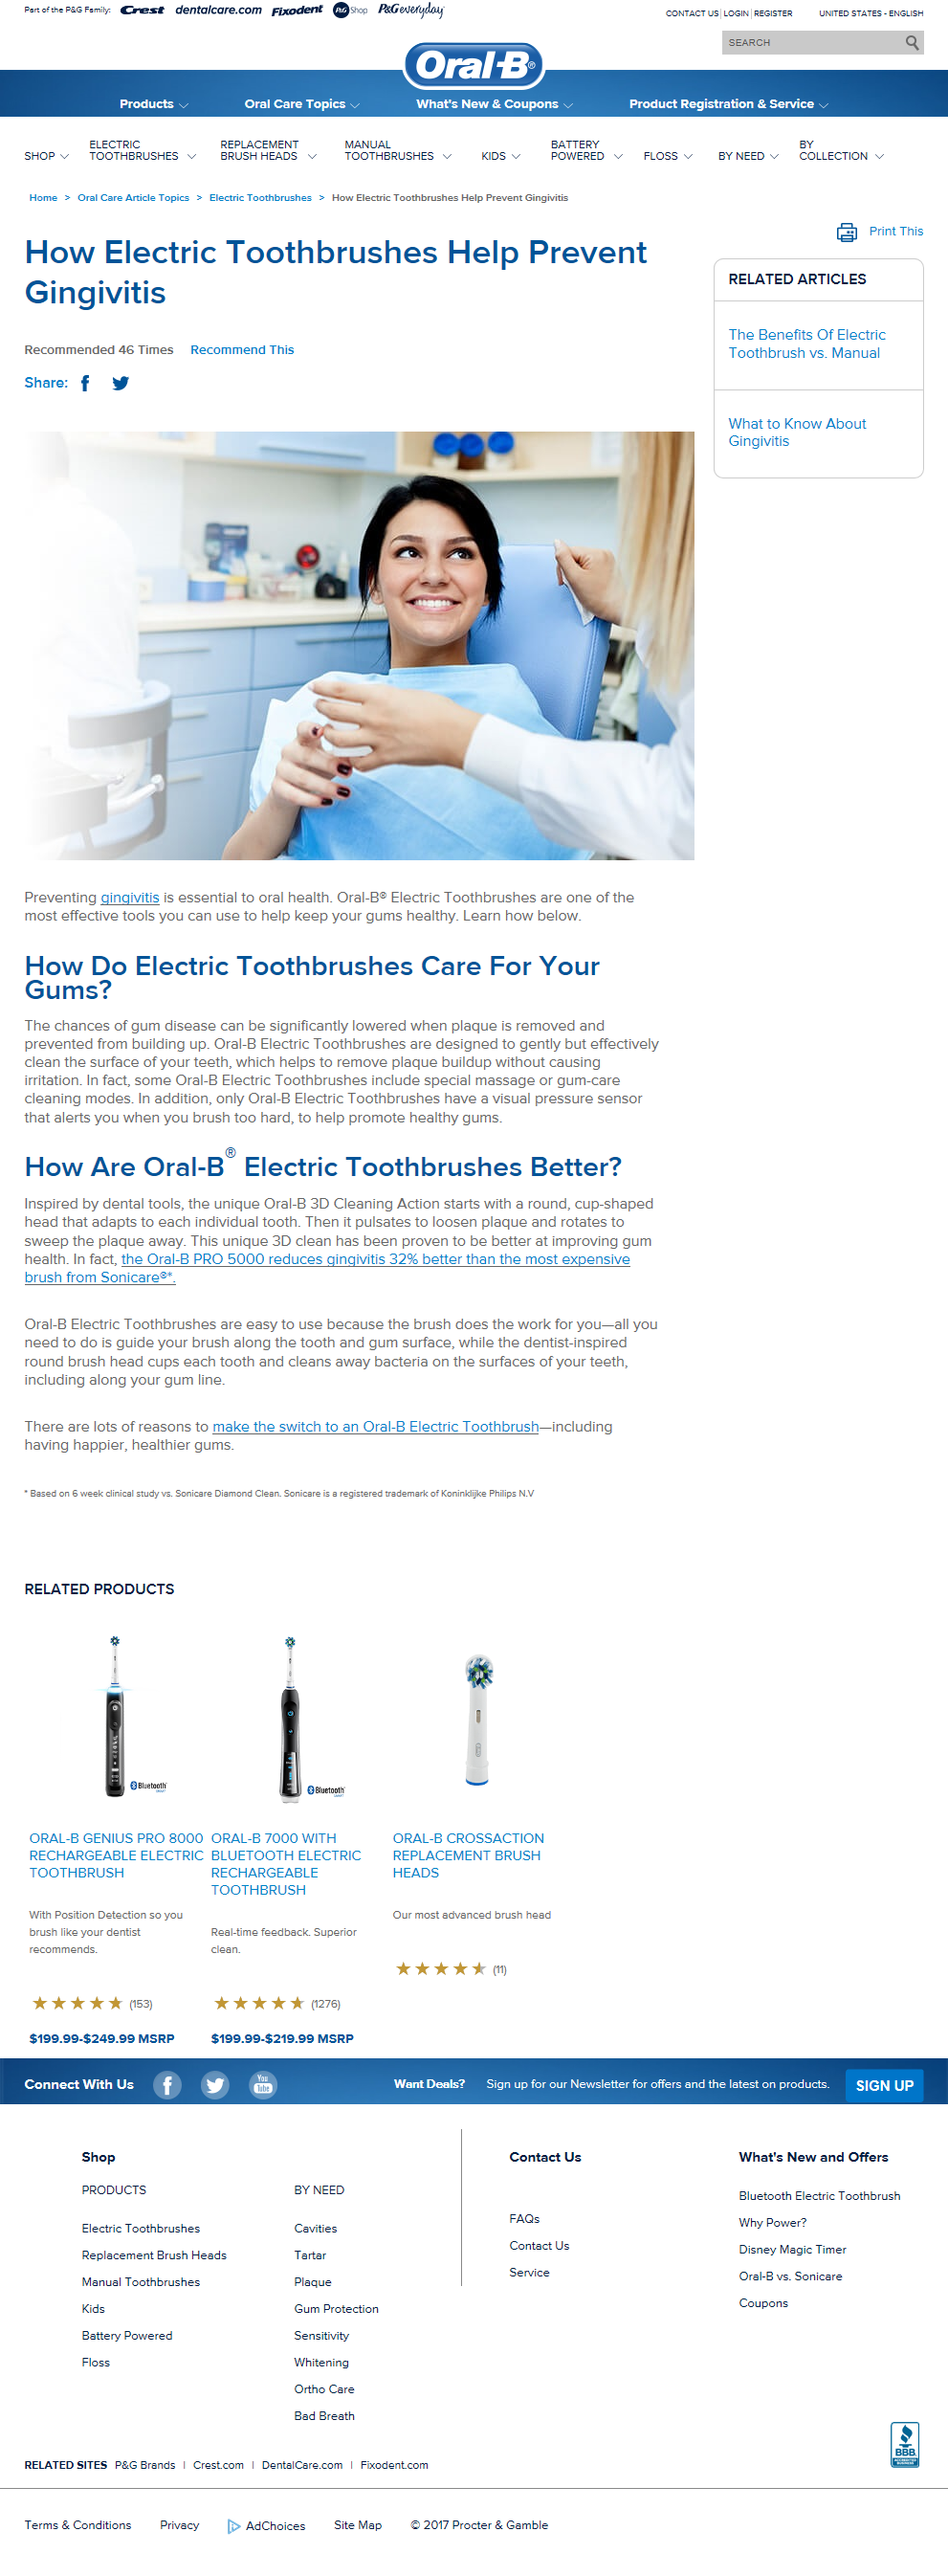 Part of the P&G Family: Crest dentalcare.com Fixodent P&G Shop P&G everyday
CONTACT US | LOGIN | REGISTER UNITED STATES - ENGLISH
SEARCH
Oral-B®
Products Oral Care Topics What's New & Coupons Product Registration & Service
SHOP ELECTRIC TOOTHBRUSHES REPLACEMENT BRUSH HEADS MANUAL TOOTHBRUSHES KIDS BATTERY POWERED FLOSS BY NEED BY COLLECTION
Home > Oral Care Article Topics > Electric Toothbrushes > How Electric Toothbrushes Help Prevent Gingivitis
Print This
How Electric Toothbrushes Help Prevent
Gingivitis
Recommended 46 Times Recommend This
Share:
RELATED ARTICLES
The Benefits Of Electric
Toothbrush vs. Manual
What to Know About
Gingivitis
Preventing gingivitis is essential to oral health. Oral-B® Electric Toothbrushes are one of the
most effective tools you can use to help keep your gums healthy. Learn how below.
How Do Electric Toothbrushes Care For Your
Gums?
The chances of gum disease can be significantly lowered when plaque is removed and
prevented from building up. Oral-B Electric Toothbrushes are designed to gently but effectively
clean the surface of your teeth, which helps to remove plaque buildup without causing
irritation. In fact, some Oral-B Electric Toothbrushes include special massage or gum-care
cleaning modes. In addition, only Oral-B Electric Toothbrushes have a visual pressure sensor
that alerts you when you brush too hard, to help promote healthy gums.
How Are Oral-B® Electric Toothbrushes Better?
Inspired by dental tools, the unique Oral-B 3D Cleaning Action starts with a round, cup-shaped
head that adapts to each individual tooth. Then it pulsates to loosen plaque and rotates to
sweep the plaque away. This unique 3D clean has been proven to be better at improving gum
health. In fact, the Oral-B PRO 5000 reduces gingivitis 32% better than the most expensive
brush from Sonicare®*.
Oral-B Electric Toothbrushes are easy to use because the brush does the work for you—all you
need to do is guide your brush along the tooth and gum surface, while the dentist-inspired
round brush head cups each tooth and cleans away bacteria on the surfaces of your teeth,
including along your gum line.
There are lots of reasons to make the switch to an Oral-B Electric Toothbrush—including
having happier, healthier gums.
* Based on 6 week clinical study vs. Sonicare Diamond Clean. Sonicare is a registered trademark of Koninklijke Philips N.V
RELATED PRODUCTS
Bluetooth
Bluetooth
ORAL-B GENIUS PRO 8000
RECHARGEABLE ELECTRIC
TOOTHBRUSH
With Position Detection so you
brush like your dentist
recommends.
(153)
$199.99-$249.99 MSRP
ORAL-B 7000 WITH
BLUETOOTH ELECTRIC
RECHARGEABLE
TOOTHBRUSH
Real-time feedback. Superior
clean.
(1276)
$199.99-$219.99 MSRP
ORAL-B CROSSACTION
REPLACEMENT BRUSH
HEADS
Our most advanced brush head
(11)
Connect With Us You Tube Want Deals? Sign up for our Newsletter for offers and the latest on products. SIGN UP
Shop
PRODUCTS
Electric Toothbrushes
Replacement Brush Heads
Manual Toothbrushes
Kids
Battery Powered
Floss
BY NEED
Cavities
Tartar
Plaque
Gum Protection
Sensitivity
Whitening
Ortho Care
Bad Breath
Contact Us
FAQs
Contact Us
Service
What's New and Offers
Bluetooth Electric Toothbrush
Why Power?
Disney Magic Timer
Oral-B vs. Sonicare
Coupons
BBB
RELATED SITES P&G Brands | Crest.com | DentalCare.com | Fixodent.com
Terms & Conditions Privacy AdChoices Site Map © 2017 Procter & Gamble